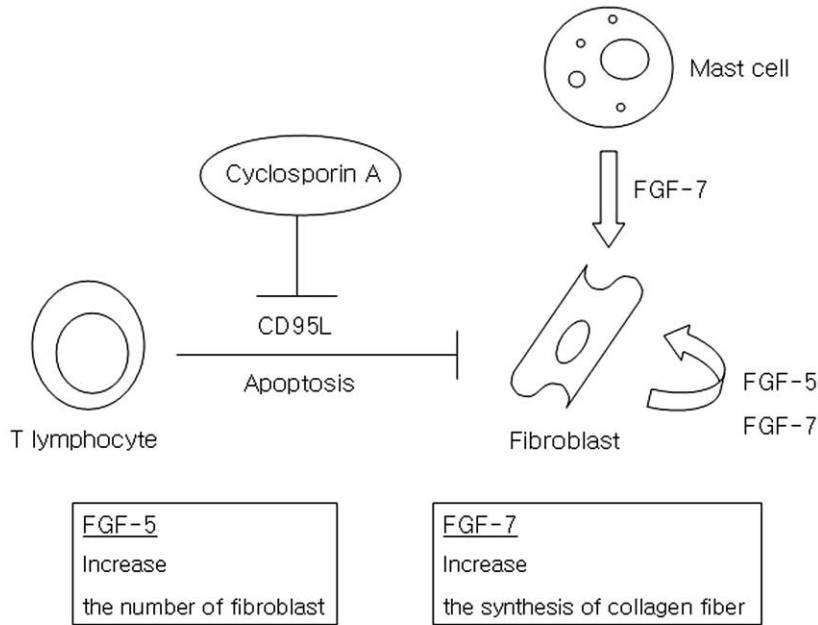 Mast cell
Cyclosporin A
FGF-7
CD95L
Apoptosis
T lymphocyte
Fibroblast
FGF-5
FGF-7
FGF-5
Increase
the number of fibroblast
FGF-7
Increase
the synthesis of collagen fiber